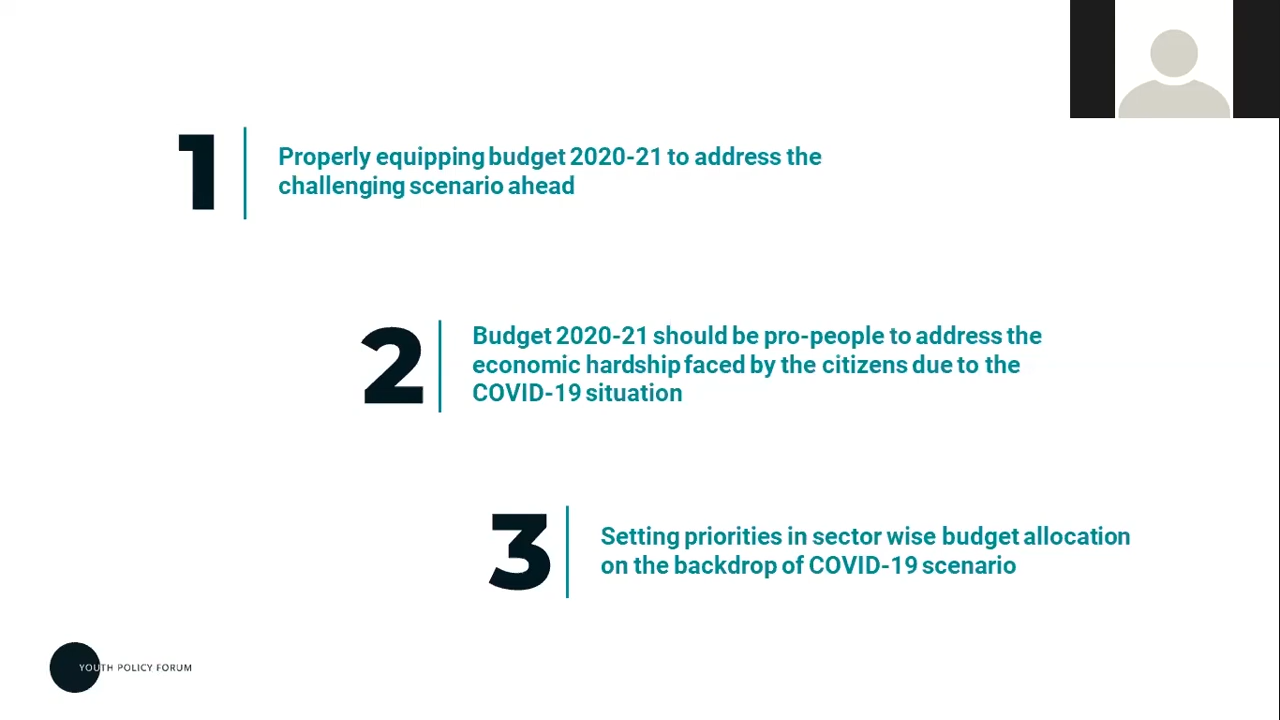 1
Properly equipping budget 2020-21 to address the
challenging scenario ahead
2
Budget 2020-21 should be pro-people to address the
economic hardship faced by the citizens due to the
COVID-19 situation
3
Setting priorities in sector wise budget allocation
on the backdrop of COVID-19 scenario
YOUTH POLICY FORUM